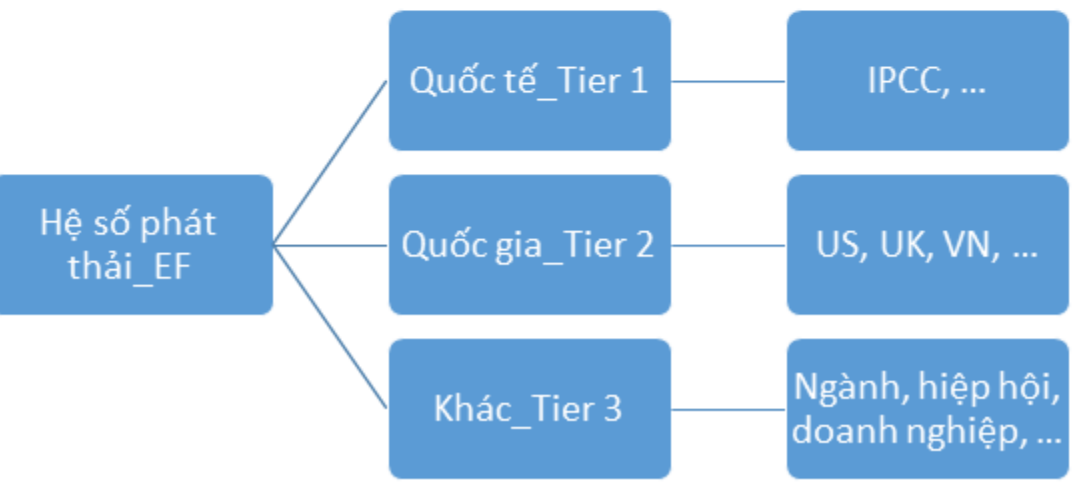 Hệ số phát
thải_EF
Quốc tế_Tier 1
IPCC, ...
Quốc gia_Tier 2
US, UK, VN, ...
Khác_Tier 3
Ngành, hiệp hội,
doanh nghiệp, ...